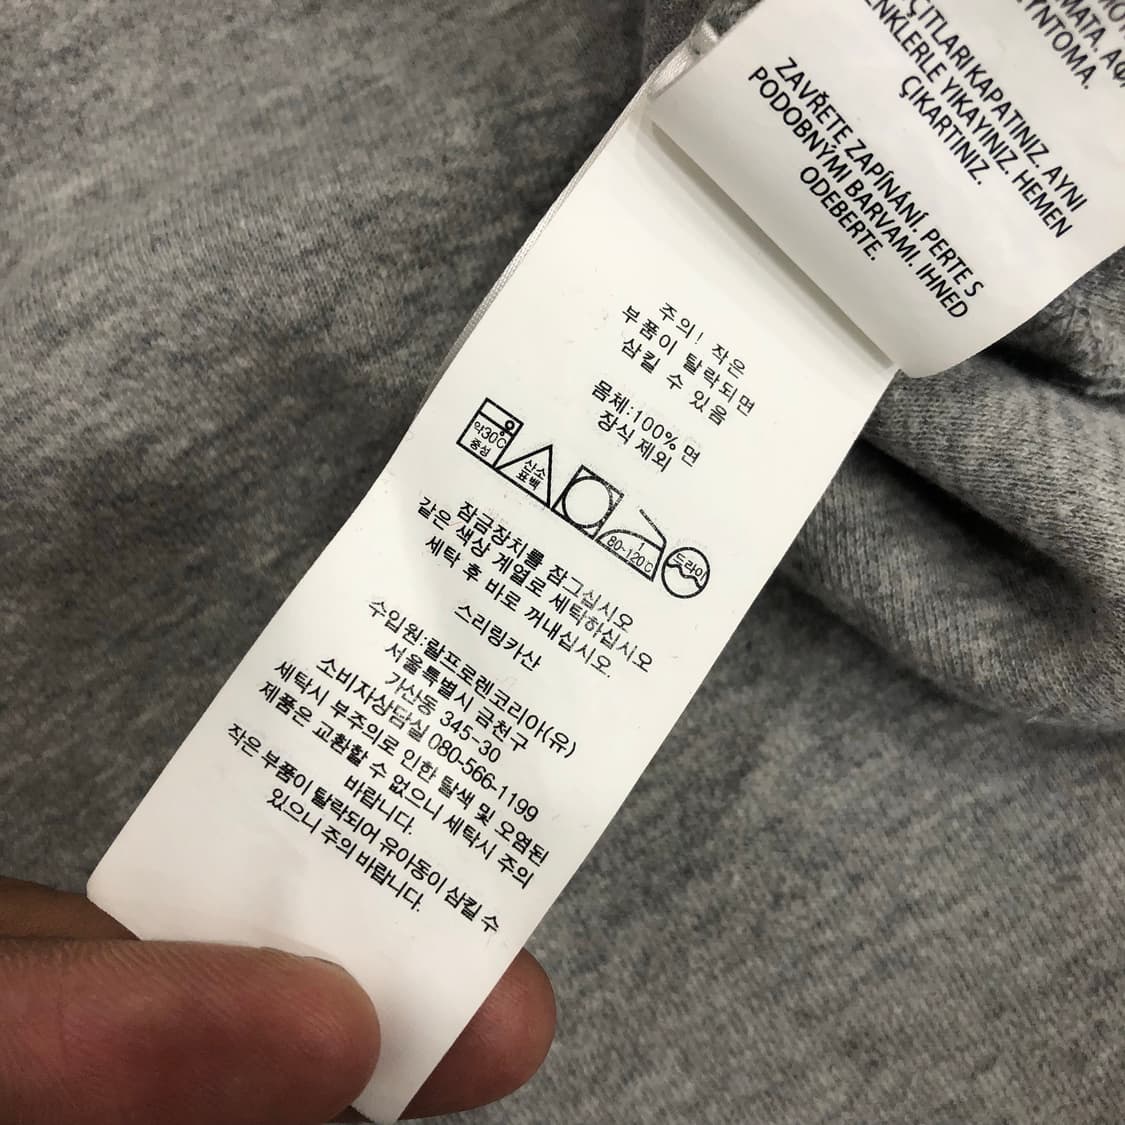 ΜΑΤΑ. ΑΦ
ΣΥΝΤΟΜΑ.
ÇITLARI KAPATINIZ. AYNI
ENKLERLE YIKAYINIZ. HEMEN
ÇIKARTINIZ.
ZAVŘETE ZAPÍNÁNÍ. PERTE S
PODOBNÝMI BARVAMI. IHNED
ODEBERTE.
주의! 작은
부품이 탈락되면
삼킬 수 있음
몸체:100% 면
장식 제외
약30℃
중성
산소
표백
1
80-120℃
드라이
잠금장치를 잠그십시오
같은 색상 계열로 세탁하십시오
세탁 후 바로 꺼내십시오.
스리랑카산
수입원:랄프로렌코리아(유)
서울특별시 금천구
가산동 345-30
소비자상담실 080-566-1199
세탁시 부주의로 인한 탈색 및 오염된
제품은 교환할 수 없으니 세탁시 주의
바랍니다.
작은 부품이 탈락되어 유아동이 삼킬 수
있으니 주의 바랍니다.